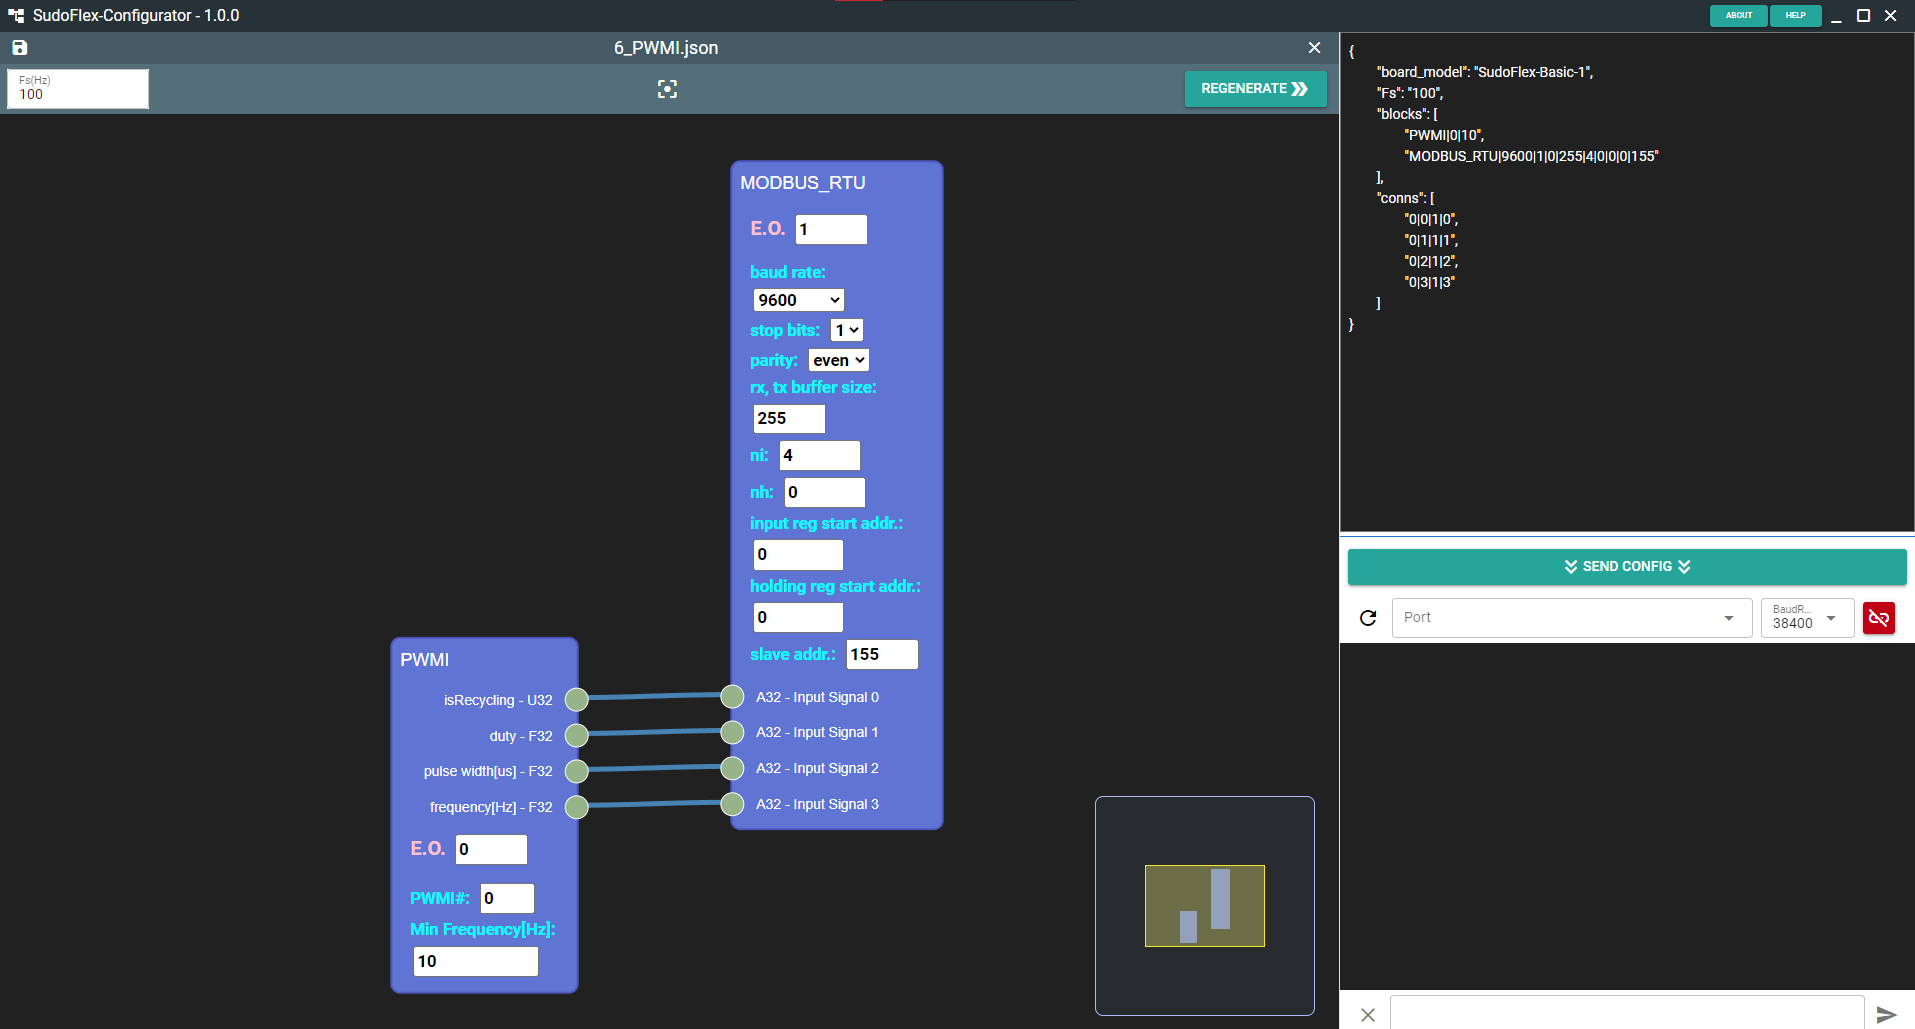 SudoFlex-Configurator - 1.0.0
ABOUT
HELP
6_PWMI.json
Fs(Hz)
100
REGENERATE
MODBUS_RTU
E.O. 1
baud rate:
9600
stop bits: 1
parity: even
rx, tx buffer size:
255
ni: 4
nh: 0
input reg start addr.:
0
holding reg start addr.:
0
slave addr.: 155
A32 - Input Signal 0
A32 - Input Signal 1
A32 - Input Signal 2
A32 - Input Signal 3
PWMI
isRecycling - U32
duty - F32
pulse width[us] - F32
frequency[Hz] - F32
E.O. 0
PWMI#: 0
Min Frequency[Hz]:
10
{
"board_model": "SudoFlex-Basic-1",
"Fs": "100",
"blocks": [
"PWMI|0|10",
"MODBUS_RTU|9600|1|0|255|4|0|0|0|155"
],
"conns": [
"0|0|1|0",
"0|1|1|1",
"0|2|1|2",
"0|3|1|3"
]
}
SEND CONFIG
Port
BaudR...
38400